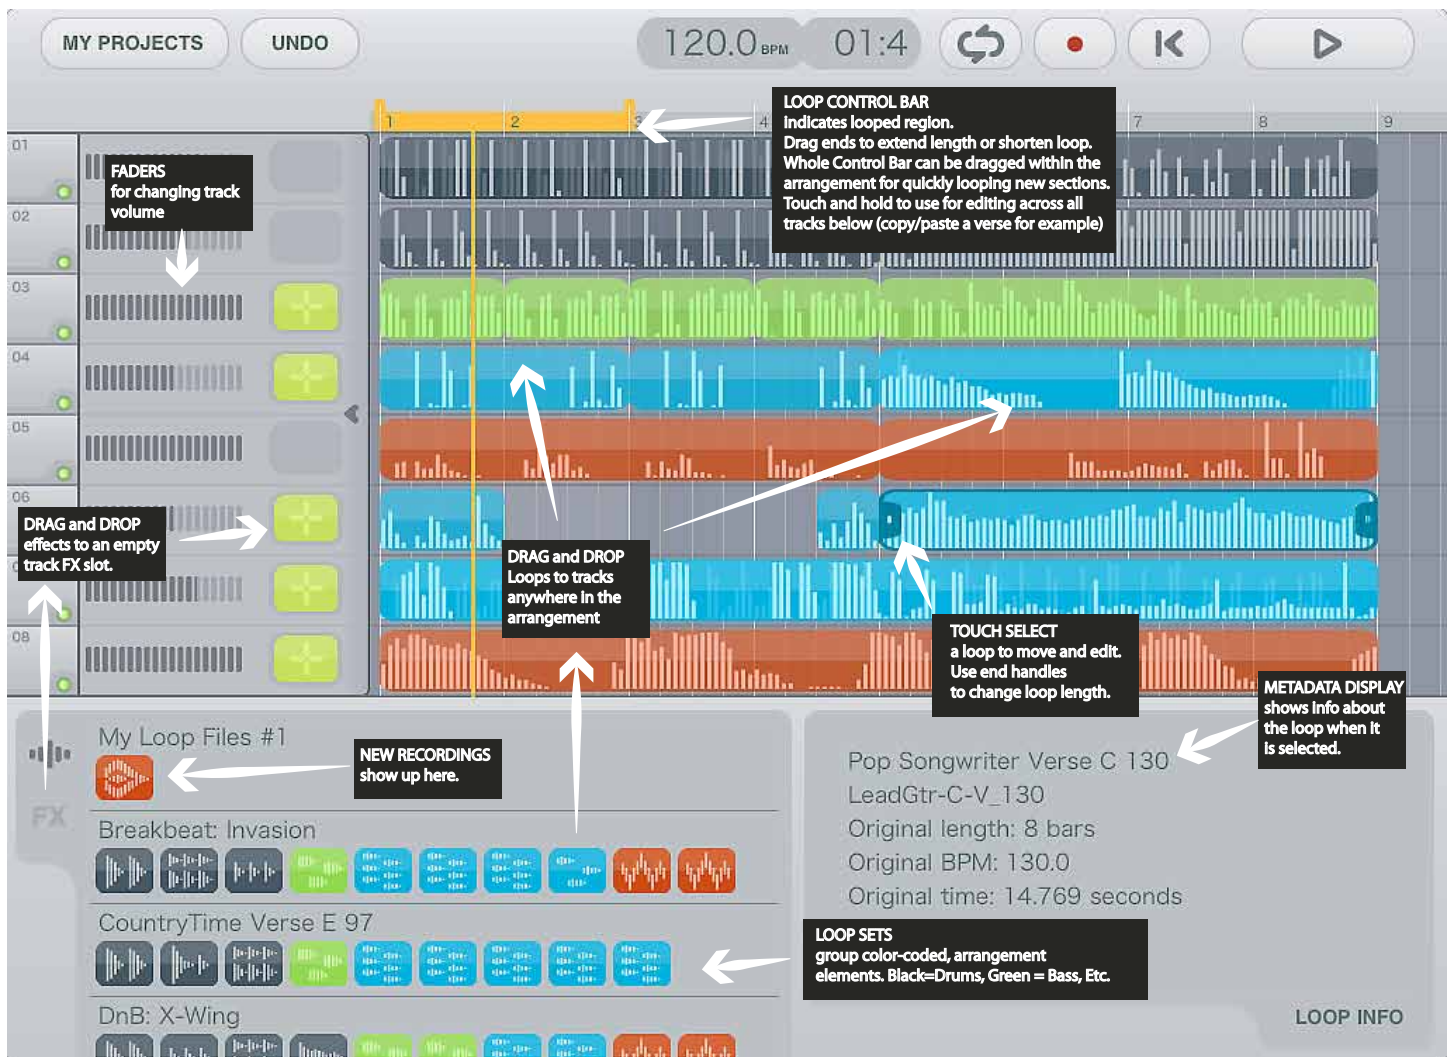 MY PROJECTS
UNDO
120.0 BPM
01:4
1
2
3
4
7
8
9
LOOP CONTROL BAR
indicates looped region.
Drag ends to extend length or shorten loop.
Whole Control Bar can be dragged within the
arrangement for quickly looping new sections.
Touch and hold to use for editing across all
tracks below (copy/paste a verse for example)
01
02
03
04
05
06
08
FADERS
for changing track
volume
DRAG and DROP
effects to an empty
track FX slot.
DRAG and DROP
Loops to tracks
anywhere in the
arrangement
TOUCH SELECT
a loop to move and edit.
Use end handles
to change loop length.
METADATA DISPLAY
shows info about
the loop when it
is selected.
My Loop Files #1
NEW RECORDINGS
show up here.
FX
Breakbeat: Invasion
CountryTime Verse E 97
DnB: X-Wing
Pop Songwriter Verse C 130
LeadGtr-C-V_130
Original length: 8 bars
Original BPM: 130.0
Original time: 14.769 seconds
LOOP SETS
group color-coded, arrangement
elements. Black=Drums, Green = Bass, Etc.
LOOP INFO